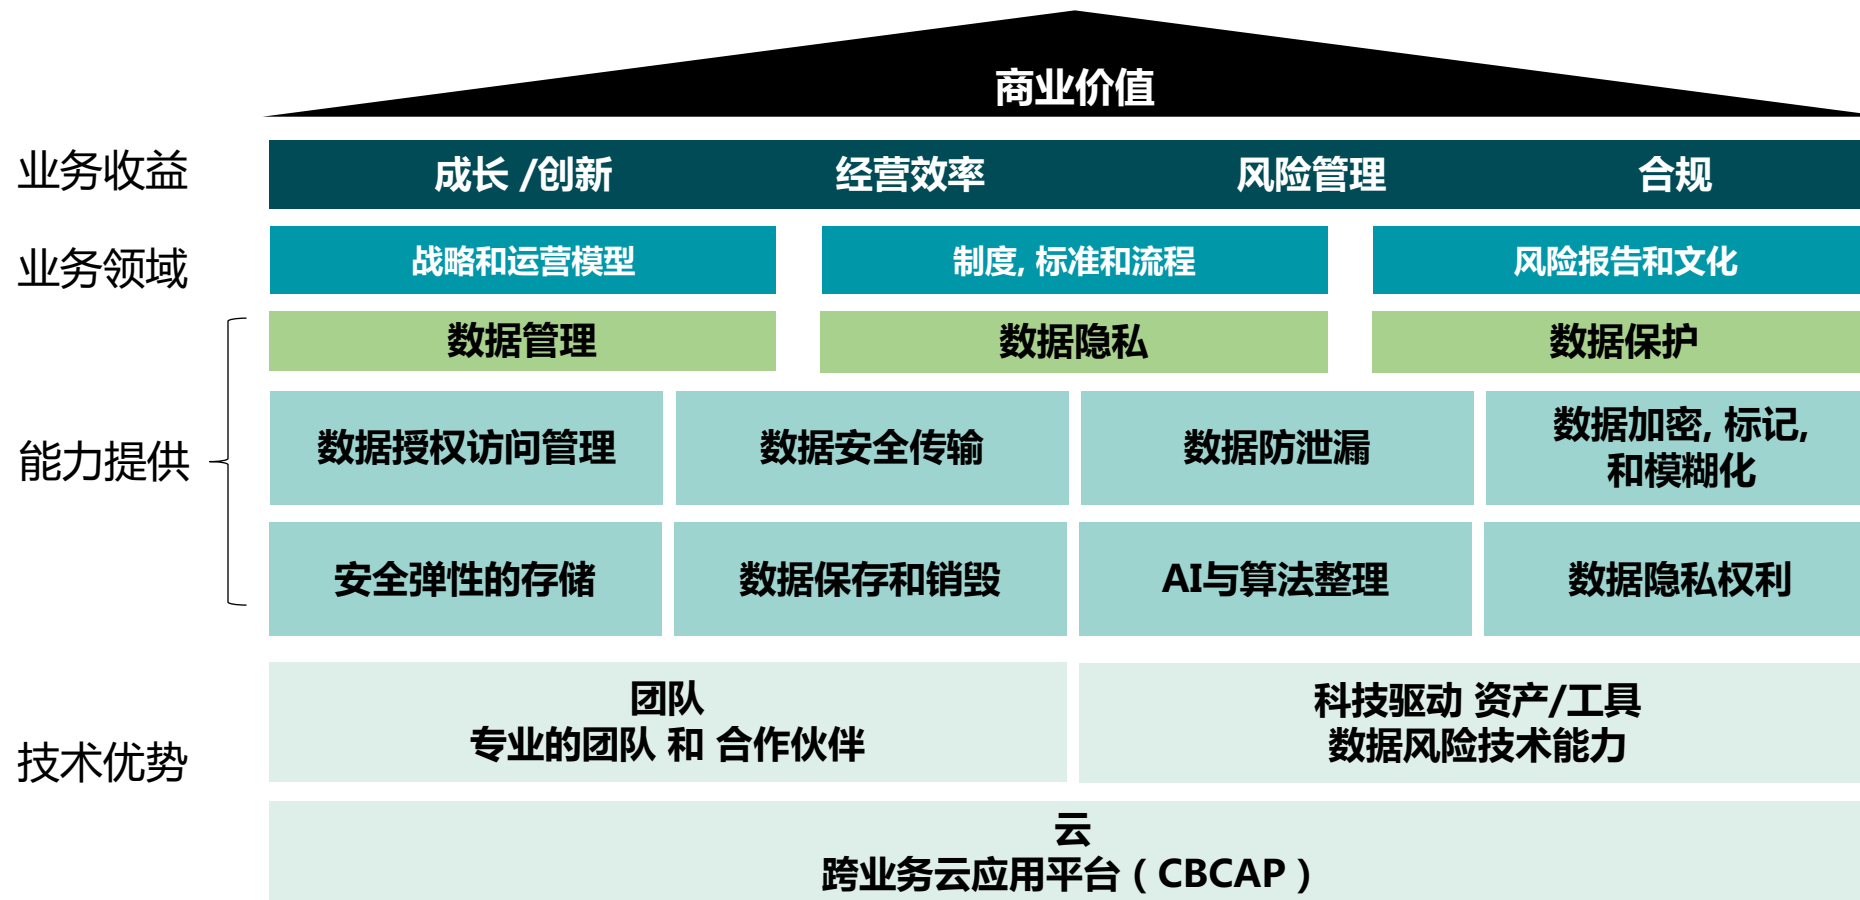 商业价值
业务收益
成长 /创新
经营效率
风险管理
合规
业务领域
战略和运营模型
制度, 标准和流程
风险报告和文化
能力提供
数据管理
数据隐私
数据保护
数据授权访问管理
数据安全传输
数据防泄漏
数据加密, 标记,
和模糊化
安全弹性的存储
数据保存和销毁
AI与算法整理
数据隐私权利
技术优势
团队
专业的团队 和 合作伙伴
科技驱动 资产/工具
数据风险技术能力
云
跨业务云应用平台（CBCAP）